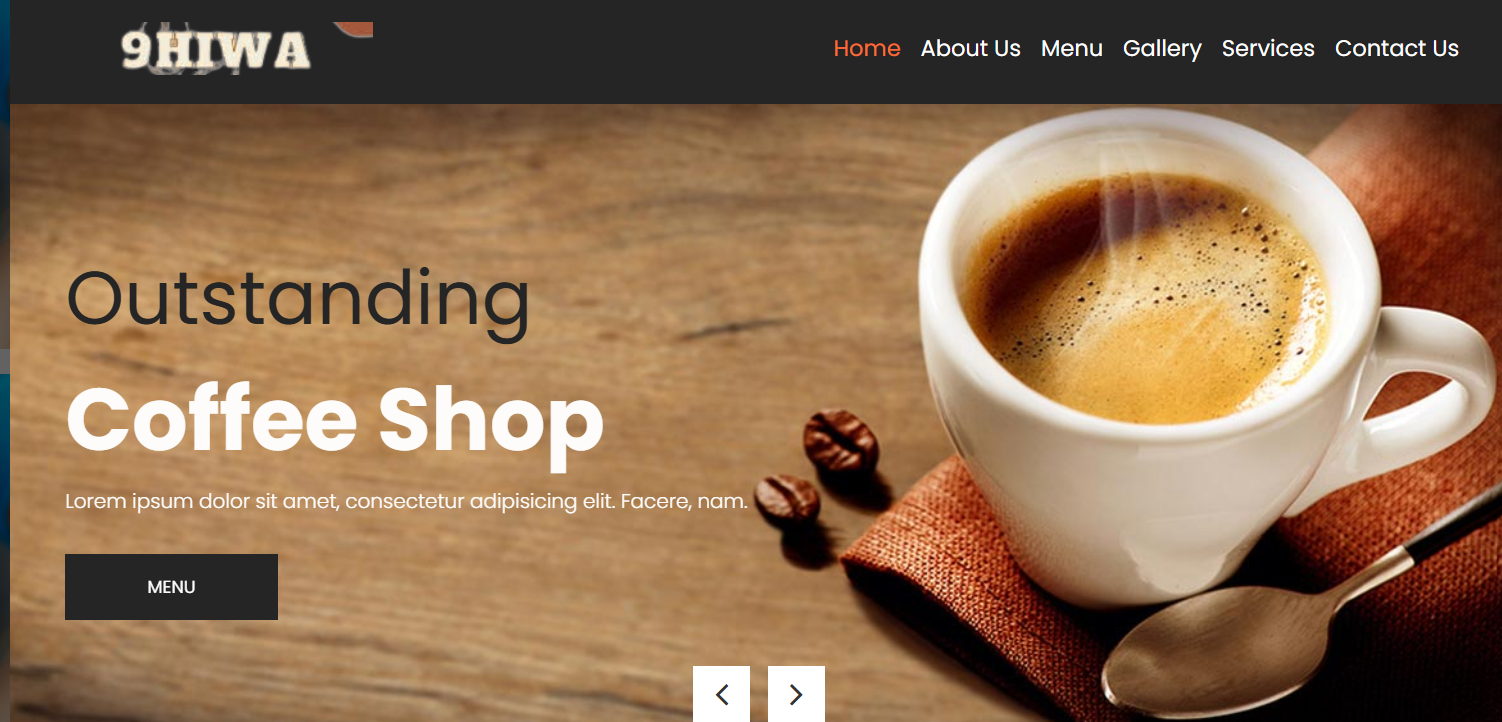 9HIWA
Home About Us Menu Gallery Services Contact Us
Outstanding
Coffee Shop
Lorem ipsum dolor sit amet, consectetur adipisicing elit. Facere, nam.
MENU